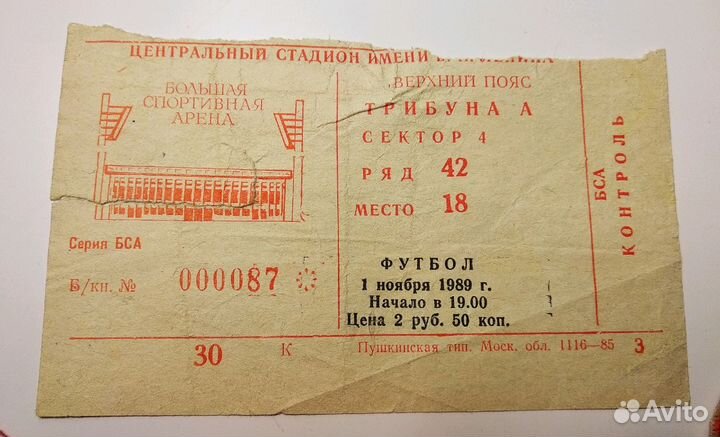 ЦЕНТРАЛЬНЫЙ СТАДИОН ИМЕНИ В. И. ЛЕНИНА
БОЛЬШАЯ
СПОРТИВНАЯ
АРЕНА
Серия БСА
Б/кн. № 000087
ВЕРХНИЙ ПОЯС
ТРИБУНА А
СЕКТОР 4
РЯД 42
МЕСТО 18
ФУТБОЛ
1 ноября 1989 г.
Начало в 19.00
Цена 2 руб. 50 коп.
БСА
КОНТРОЛЬ
30 К Пушкинская тип. Моск. обл. 1116—85 3
Avito